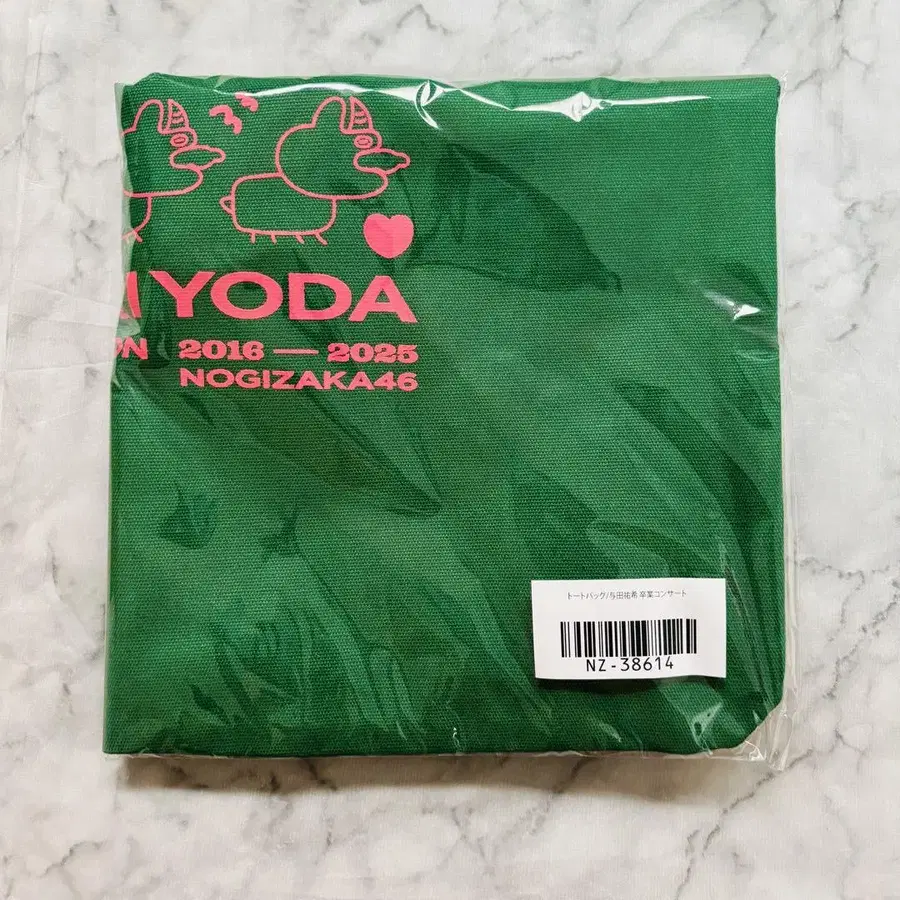 IYODA
ON 2016 — 2025
NOGIZAKA46
トートバッグ/与田祐希 卒業コンサート
NZ-38614